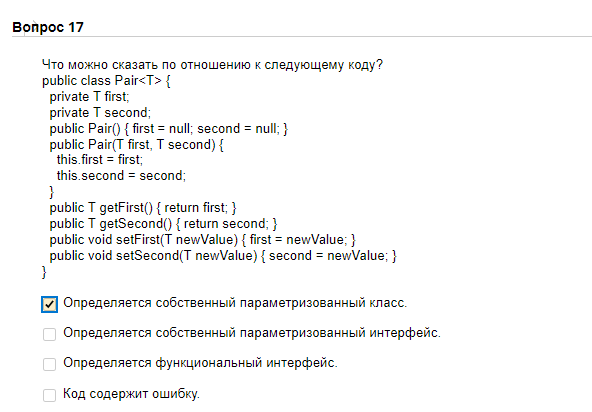 Вопрос 17
Что можно сказать по отношению к следующему коду?
public class Pair<T> {
private T first;
private T second;
public Pair() { first = null; second = null; }
public Pair(T first, T second) {
this.first = first;
this.second = second;
}
public T getFirst() { return first; }
public T getSecond() { return second; }
public void setFirst(T newValue) { first = newValue; }
public void setSecond(T newValue) { second = newValue; }
}
Определяется собственный параметризованный класс.
Определяется собственный параметризованный интерфейс.
Определяется функциональный интерфейс.
Код содержит ошибку.